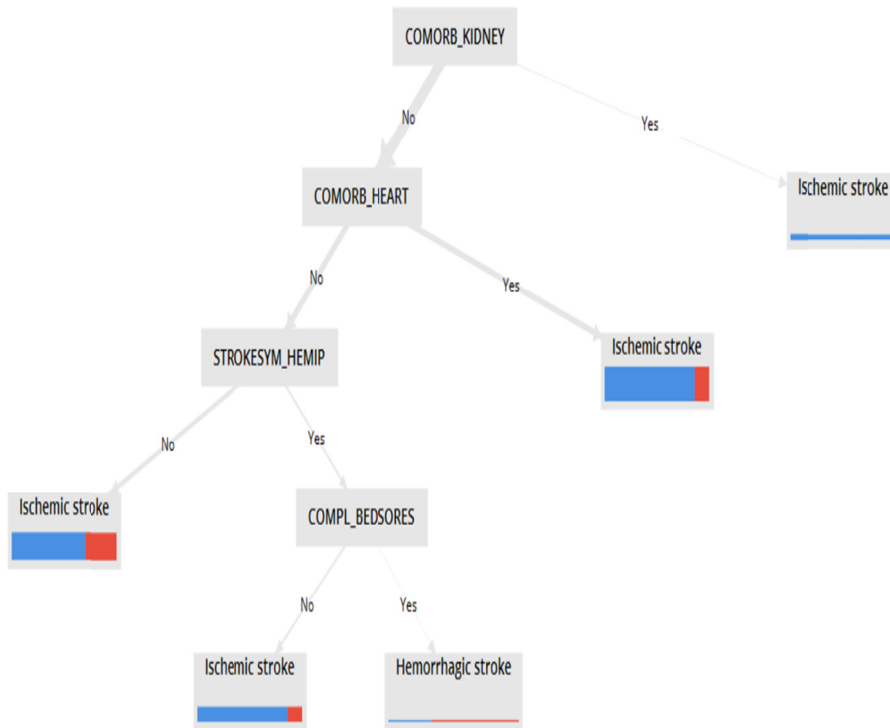 COMORB_KIDNEY
No
Yes
COMORB_HEART
Ischemic stroke
No
Yes
STROKESYM_HEMIP
Ischemic stroke
No
Yes
Ischemic stroke
COMPL_BEDSORES
No
Yes
Ischemic stroke
Hemorrhagic stroke